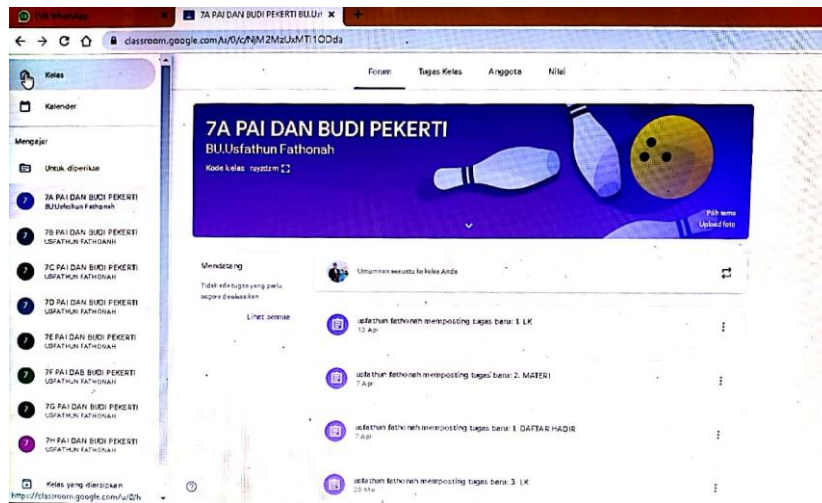 (59) WhatsApp
7A PAI DAN BUDI PEKERTI BU.Usf
classroom.google.com/u/0/c/NjM2MzUxMTI1ODda
Kelas
Kalender
Mengajar
Untuk diperiksa
7A PAI DAN BUDI PEKERTI
BU.Usfathun Fathonah
7B PAI DAN BUDI PEKERTI
USFATHUN FATHOANH
7C PAI DAN BUDI PEKERTI
USFATHUN FATHONAH
7D PAI DAN BUDI PEKERTI
USFATHUN FATHONAH
7E PAI DAN BUDI PEKERTI
USFATHUN FATHONAH
7F PAI DAB BUDI PEKERTI
USFATHUN FATHONAH
7G PAI DAN BUDI PEKERTI
USFATHUN FATHONAH
7H PAI DAN BUDI PEKERTI
USFATHUN FATHONAH
Kelas yang diarsipkan
https://classroom.google.com/u/0/h
Forum Tugas Kelas Anggota Nilai
7A PAI DAN BUDI PEKERTI
BU.Usfathun Fathonah
Kode kelas
Pilih tema
Upload foto
Mendatang
Tidak ada tugas yang perlu
segera diselesaikan
Lihat semua
Umumkan sesuatu ke kelas Anda
usfathun fathonah memposting tugas baru: 1. LK
usfathun fathonah memposting tugas baru: 2. MATERI
7 Apr
usfathun fathonah memposting tugas baru: 1. DAFTAR HADIR
7 Apr
usfathun fathonah memposting tugas baru: 3. LK